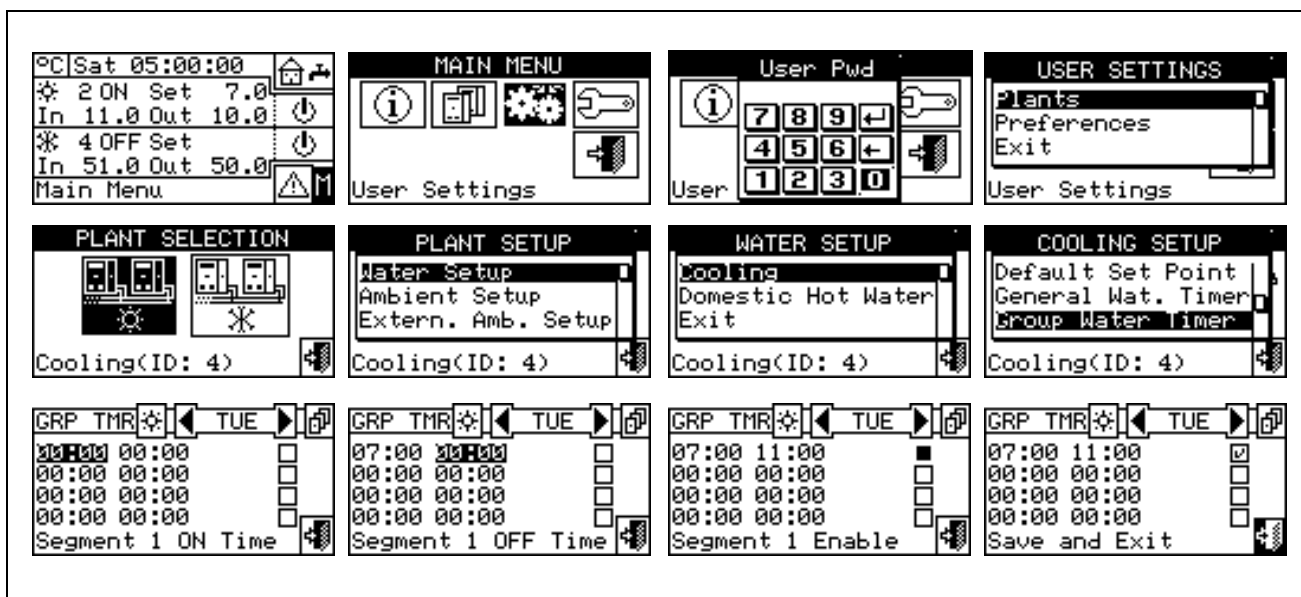 °C Sat 05:00:00
2 ON Set 7.0
In 11.0 Out 10.0
4 OFF Set
In 51.0 Out 50.0
Main Menu M
MAIN MENU
i
User Settings
User Pwd
i
7 8 9
4 5 6
1 2 3 0
User
USER SETTINGS
Plants
Preferences
Exit
User Settings
PLANT SELECTION
Cooling(ID: 4)
PLANT SETUP
Water Setup
Ambient Setup
Extern. Amb. Setup
Cooling(ID: 4)
WATER SETUP
Cooling
Domestic Hot Water
Exit
Cooling(ID: 4)
COOLING SETUP
Default Set Point
General Wat. Timer
Group Water Timer
Cooling(ID: 4)
GRP TMR TUE
00:00 00:00
00:00 00:00
00:00 00:00
00:00 00:00
Segment 1 ON Time
GRP TMR TUE
07:00 00:00
00:00 00:00
00:00 00:00
00:00 00:00
Segment 1 OFF Time
GRP TMR TUE
07:00 11:00
00:00 00:00
00:00 00:00
00:00 00:00
Segment 1 Enable
GRP TMR TUE
07:00 11:00
00:00 00:00
00:00 00:00
00:00 00:00
Save and Exit